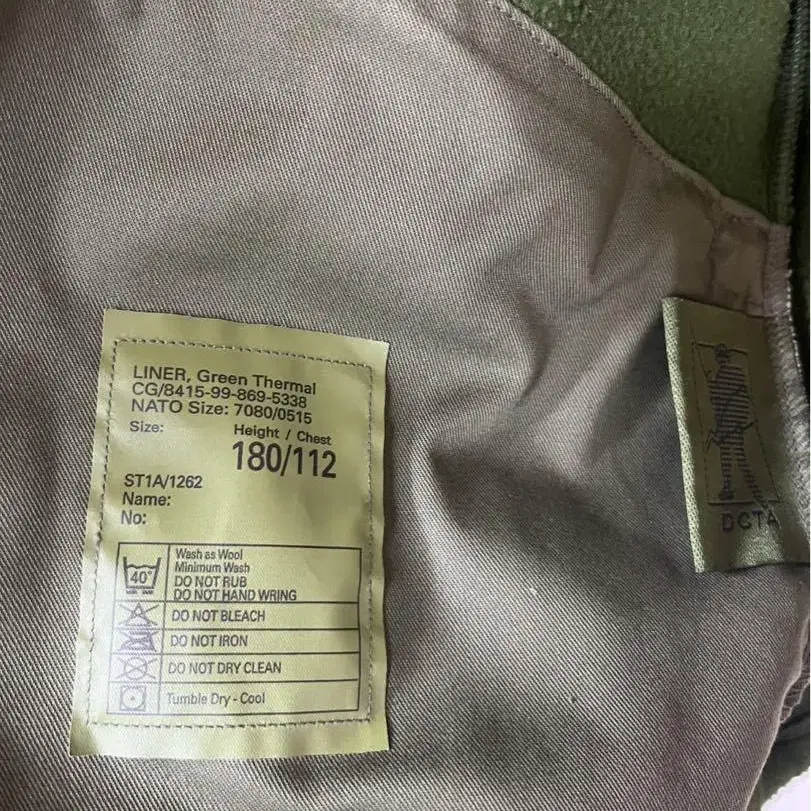 LINER, Green Thermal
CG/8415-99-869-5338
NATO Size: 7080/0515
Size: Height / Chest
180/112
ST1A/1262
Name:
No:
40°
Wash as Wool
Minimum Wash
DO NOT RUB
DO NOT HAND WRING
DO NOT BLEACH
DO NOT IRON
DO NOT DRY CLEAN
Tumble Dry - Cool
DCTA